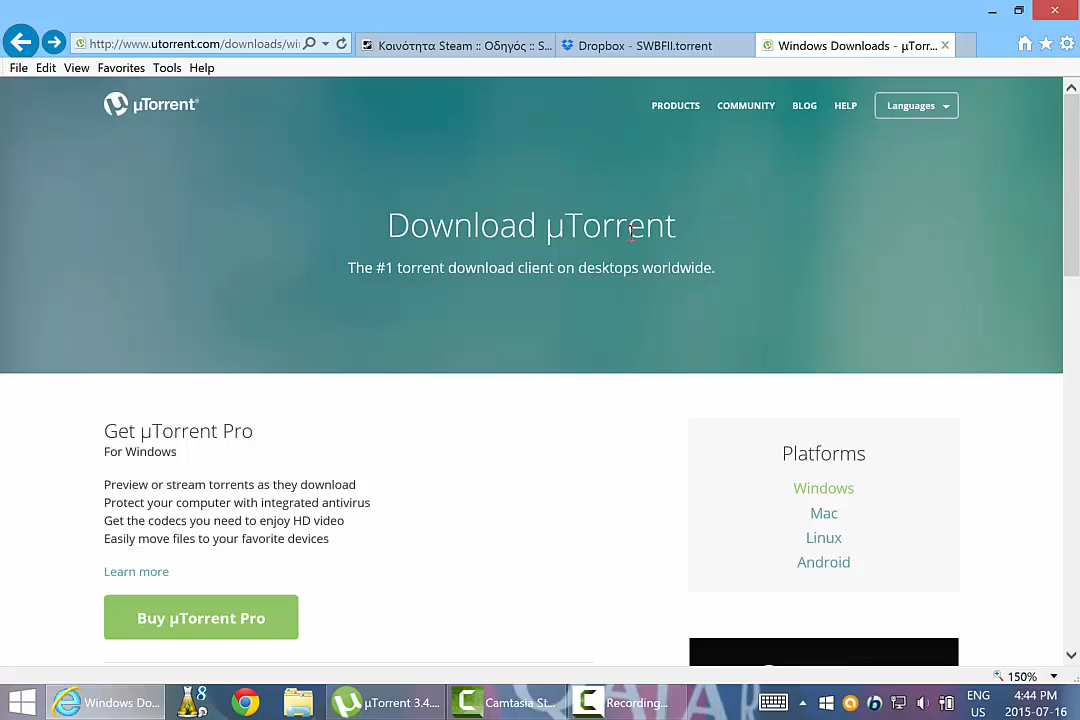 http://www.utorrent.com/downloads/wi
Κοινότητα Steam :: Οδηγός :: S...
Dropbox - SWBFII.torrent
Windows Downloads - µTorr...
File Edit View Favorites Tools Help
µTorrent®
PRODUCTS COMMUNITY BLOG HELP Languages
Download µTorrent
The #1 torrent download client on desktops worldwide.
Get µTorrent Pro
For Windows
Preview or stream torrents as they download
Protect your computer with integrated antivirus
Get the codecs you need to enjoy HD video
Easily move files to your favorite devices
Learn more
Buy µTorrent Pro
Platforms
Windows
Mac
Linux
Android
150%
Windows Do...
8
µTorrent 3.4....
Camtasia St...
Recording...
ENG
US
4:44 PM
2015-07-16